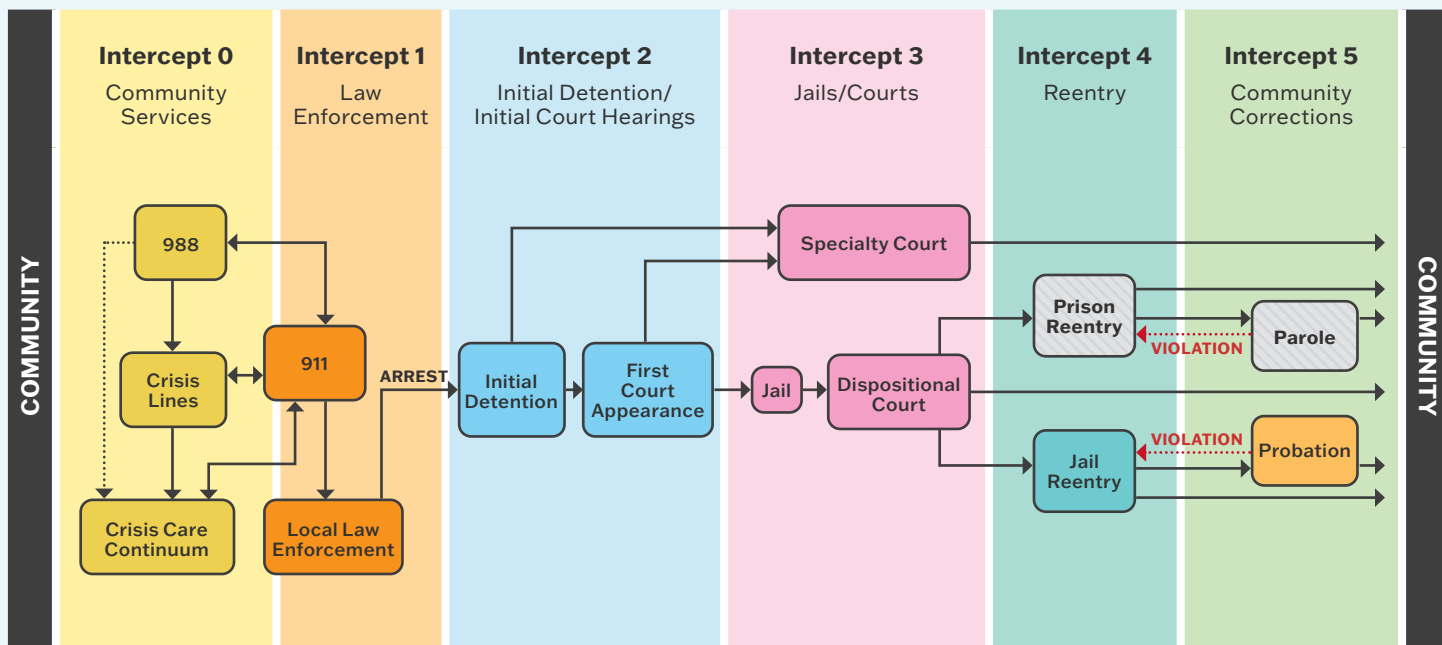 COMMUNITY
Intercept 0
Community
Services
Intercept 1
Law
Enforcement
Intercept 2
Initial Detention/
Initial Court Hearings
Intercept 3
Jails/Courts
Intercept 4
Reentry
Intercept 5
Community
Corrections
COMMUNITY
988
Crisis
Lines
Crisis Care
Continuum
911
Local Law
Enforcement
ARREST
Initial
Detention
First
Court
Appearance
Specialty Court
Jail
Dispositional
Court
Prison
Reentry
VIOLATION
Parole
Jail
Reentry
VIOLATION
Probation